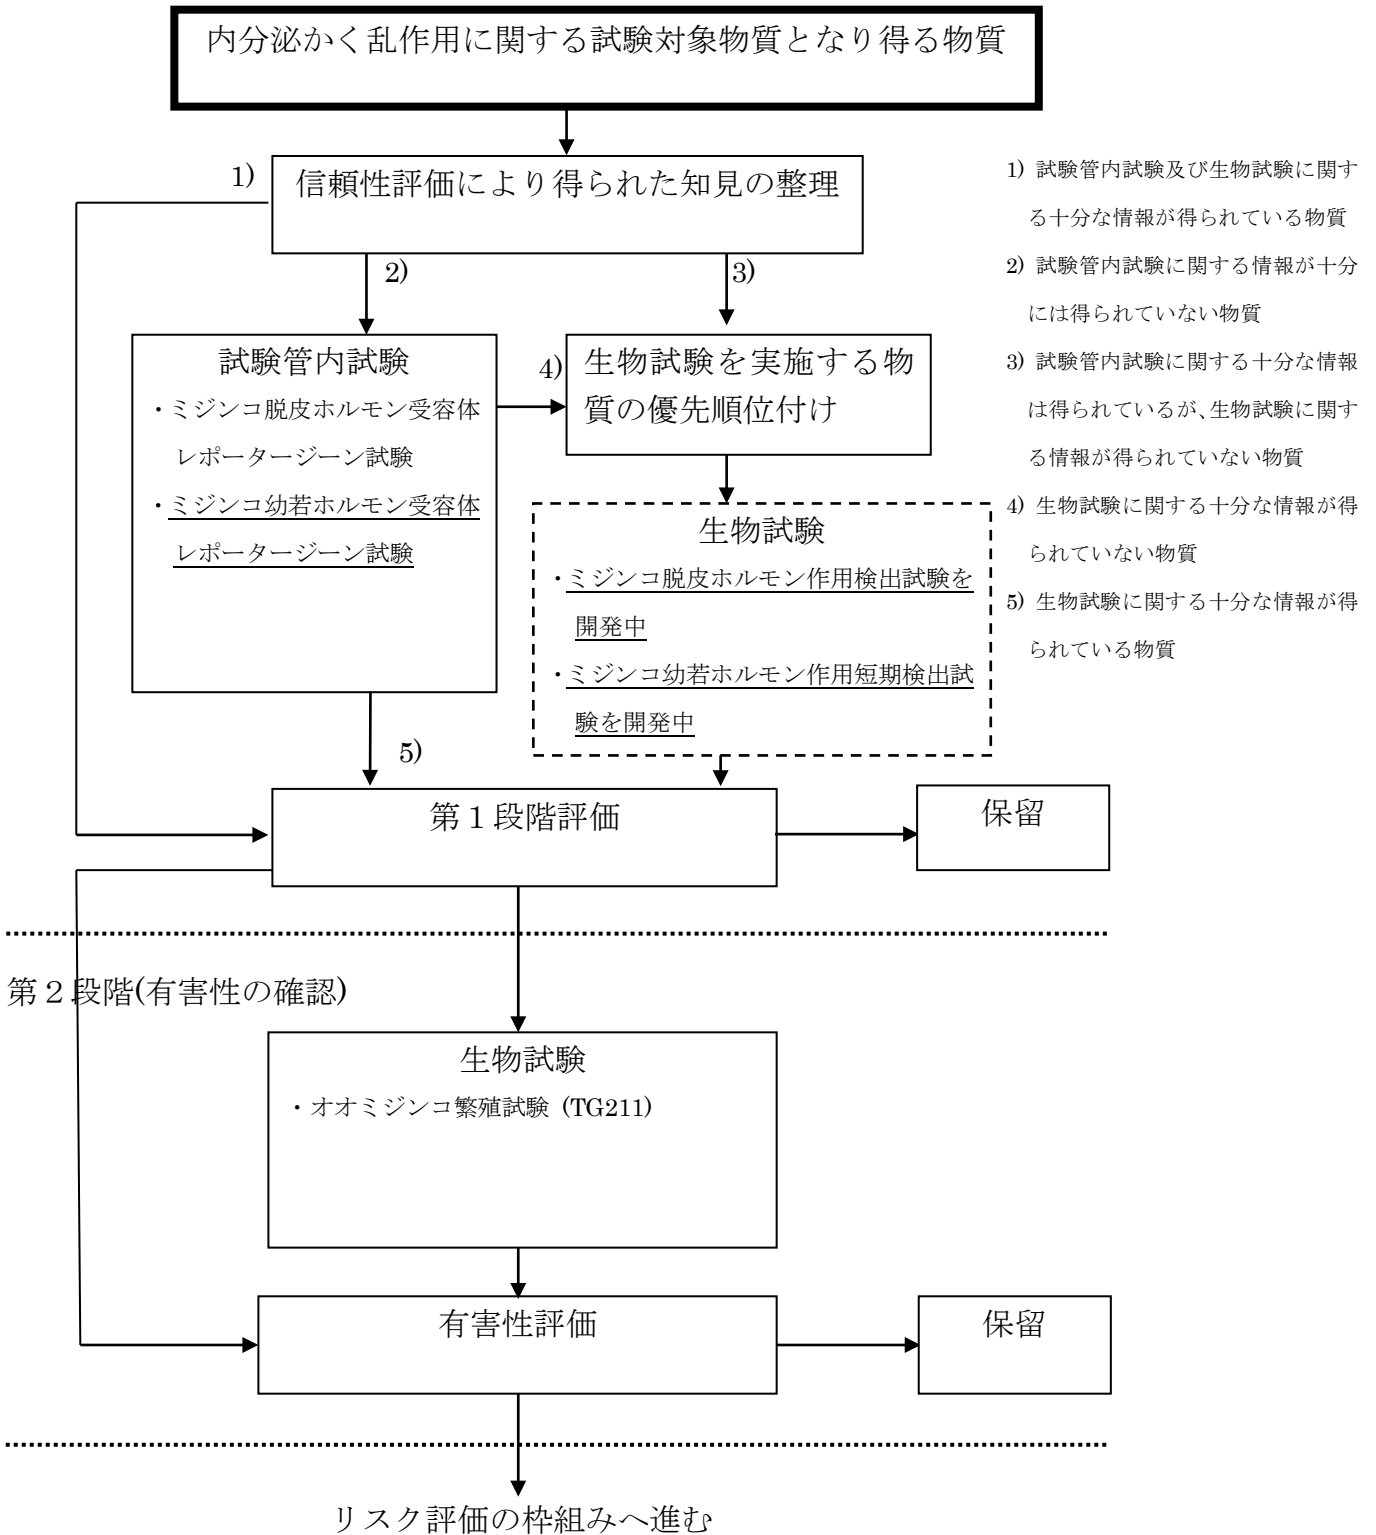 内分泌かく乱作用に関する試験対象物質となり得る物質
1)
信頼性評価により得られた知見の整理
2)
3)
試験管内試験
・ミジンコ脱皮ホルモン受容体
レポータージーン試験
・ミジンコ幼若ホルモン受容体
レポータージーン試験
4)
生物試験を実施する物
質の優先順位付け
生物試験
・ミジンコ脱皮ホルモン作用検出試験を
開発中
・ミジンコ幼若ホルモン作用短期検出試
験を開発中
5)
1) 試験管内試験及び生物試験に関す
る十分な情報が得られている物質
2) 試験管内試験に関する情報が十分
には得られていない物質
3) 試験管内試験に関する十分な情報
は得られているが、生物試験に関す
る情報が得られていない物質
4) 生物試験に関する十分な情報が得
られていない物質
5) 生物試験に関する十分な情報が得
られている物質
第１段階評価
保留
第２段階(有害性の確認)
生物試験
・オオミジンコ繁殖試験 (TG211)
有害性評価
保留
リスク評価の枠組みへ進む